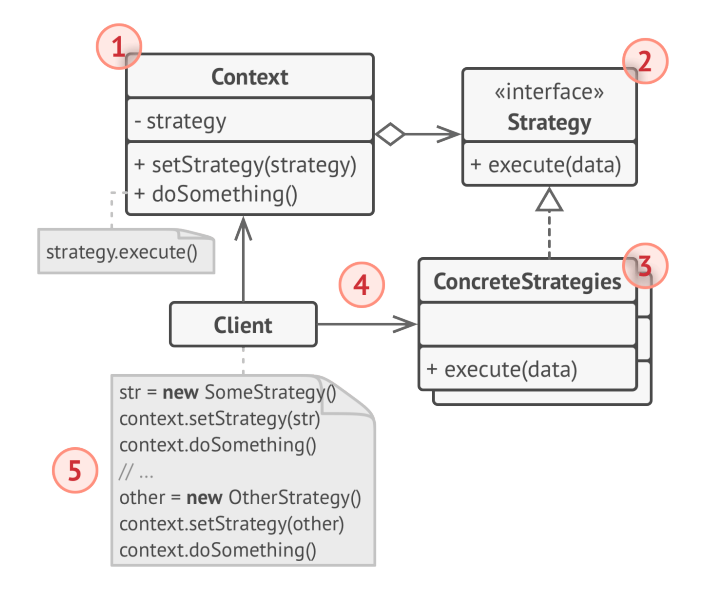 1
Context
- strategy
+ setStrategy(strategy)
+ doSomething()
strategy.execute()
2
«interface»
Strategy
+ execute(data)
3
ConcreteStrategies
+ execute(data)
4
Client
5
str = new SomeStrategy()
context.setStrategy(str)
context.doSomething()
// ...
other = new OtherStrategy()
context.setStrategy(other)
context.doSomething()